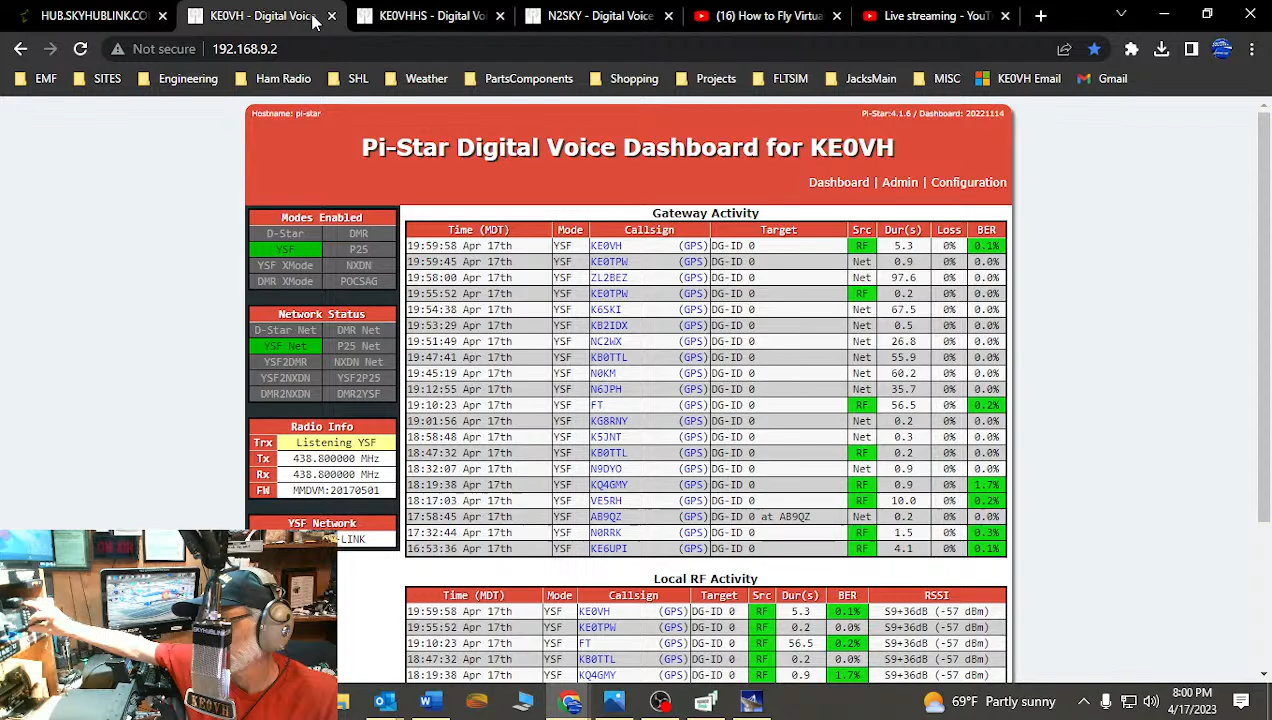 HUB.SKYHUBLINK.CO
KE0VH - Digital Voic
KE0VHHS - Digital Vo
N2SKY - Digital Voice
(16) How to Fly Virtua
Live streaming - YouT
Not secure 192.168.9.2
EMF SITES Engineering Ham Radio SHL Weather PartsComponents Shopping Projects FLTSIM JacksMain MISC KE0VH Email Gmail
Hostname: pi-star
Pi-Star:4.1.6 / Dashboard: 20221114
Pi-Star Digital Voice Dashboard for KE0VH
Dashboard | Admin | Configuration
Modes Enabled
D-Star DMR
YSF P25
YSF XMode NXDN
DMR XMode POCSAG
Network Status
D-Star Net DMR Net
YSF Net P25 Net
YSF2DMR NXDN Net
YSF2NXDN YSF2P25
DMR2NXDN DMR2YSF
Radio Info
Trx Listening YSF
Tx 438.800000 MHz
Rx 438.800000 MHz
FW MMDVM:20170501
YSF Network
-LINK
Gateway Activity
Time (MDT) Mode Callsign Target Src Dur(s) Loss BER
19:59:58 Apr 17th YSF KE0VH (GPS) DG-ID 0 RF 5.3 0% 0.1%
19:59:45 Apr 17th YSF KE0TPW (GPS) DG-ID 0 Net 0.9 0% 0.0%
19:58:00 Apr 17th YSF ZL2BEZ (GPS) DG-ID 0 Net 97.6 0% 0.0%
19:55:52 Apr 17th YSF KE0TPW (GPS) DG-ID 0 RF 0.2 0% 0.0%
19:54:38 Apr 17th YSF K6SKI (GPS) DG-ID 0 Net 67.5 0% 0.0%
19:53:29 Apr 17th YSF KB2IDX (GPS) DG-ID 0 Net 0.5 0% 0.0%
19:51:49 Apr 17th YSF NC2WX (GPS) DG-ID 0 Net 26.8 0% 0.0%
19:47:41 Apr 17th YSF KB0TTL (GPS) DG-ID 0 Net 55.9 0% 0.0%
19:45:19 Apr 17th YSF N0KM (GPS) DG-ID 0 Net 60.2 0% 0.0%
19:12:55 Apr 17th YSF N6JPH (GPS) DG-ID 0 Net 35.7 0% 0.0%
19:10:23 Apr 17th YSF FT (GPS) DG-ID 0 RF 56.5 0% 0.2%
19:01:56 Apr 17th YSF KG8RNY (GPS) DG-ID 0 Net 0.2 0% 0.0%
18:58:48 Apr 17th YSF K5JNT (GPS) DG-ID 0 Net 0.3 0% 0.0%
18:47:32 Apr 17th YSF KB0TTL (GPS) DG-ID 0 RF 0.2 0% 0.0%
18:32:07 Apr 17th YSF N9DYO (GPS) DG-ID 0 Net 0.9 0% 0.0%
18:19:38 Apr 17th YSF KQ4GMY (GPS) DG-ID 0 RF 0.9 0% 1.7%
18:17:03 Apr 17th YSF VE5RH (GPS) DG-ID 0 RF 10.0 0% 0.2%
17:58:45 Apr 17th YSF AB9QZ (GPS) DG-ID 0 at AB9QZ Net 0.2 0% 0.0%
17:32:44 Apr 17th YSF N0RRK (GPS) DG-ID 0 RF 1.5 0% 0.3%
16:53:36 Apr 17th YSF KE6UPI (GPS) DG-ID 0 RF 4.1 0% 0.1%
Local RF Activity
Time (MDT) Mode Callsign Target Src Dur(s) BER RSSI
19:59:58 Apr 17th YSF KE0VH (GPS) DG-ID 0 RF 5.3 0.1% S9+36dB (-57 dBm)
19:55:52 Apr 17th YSF KE0TPW (GPS) DG-ID 0 RF 0.2 0.0% S9+36dB (-57 dBm)
19:10:23 Apr 17th YSF FT (GPS) DG-ID 0 RF 56.5 0.2% S9+36dB (-57 dBm)
18:47:32 Apr 17th YSF KB0TTL (GPS) DG-ID 0 RF 0.2 0.0% S9+36dB (-57 dBm)
18:19:38 Apr 17th YSF KQ4GMY (GPS) DG-ID 0 RF 0.9 1.7% S9+36dB (-57 dBm)
ON AIR
SKYHUBLINK
KE0VH
69°F Partly sunny
8:00 PM
4/17/2023